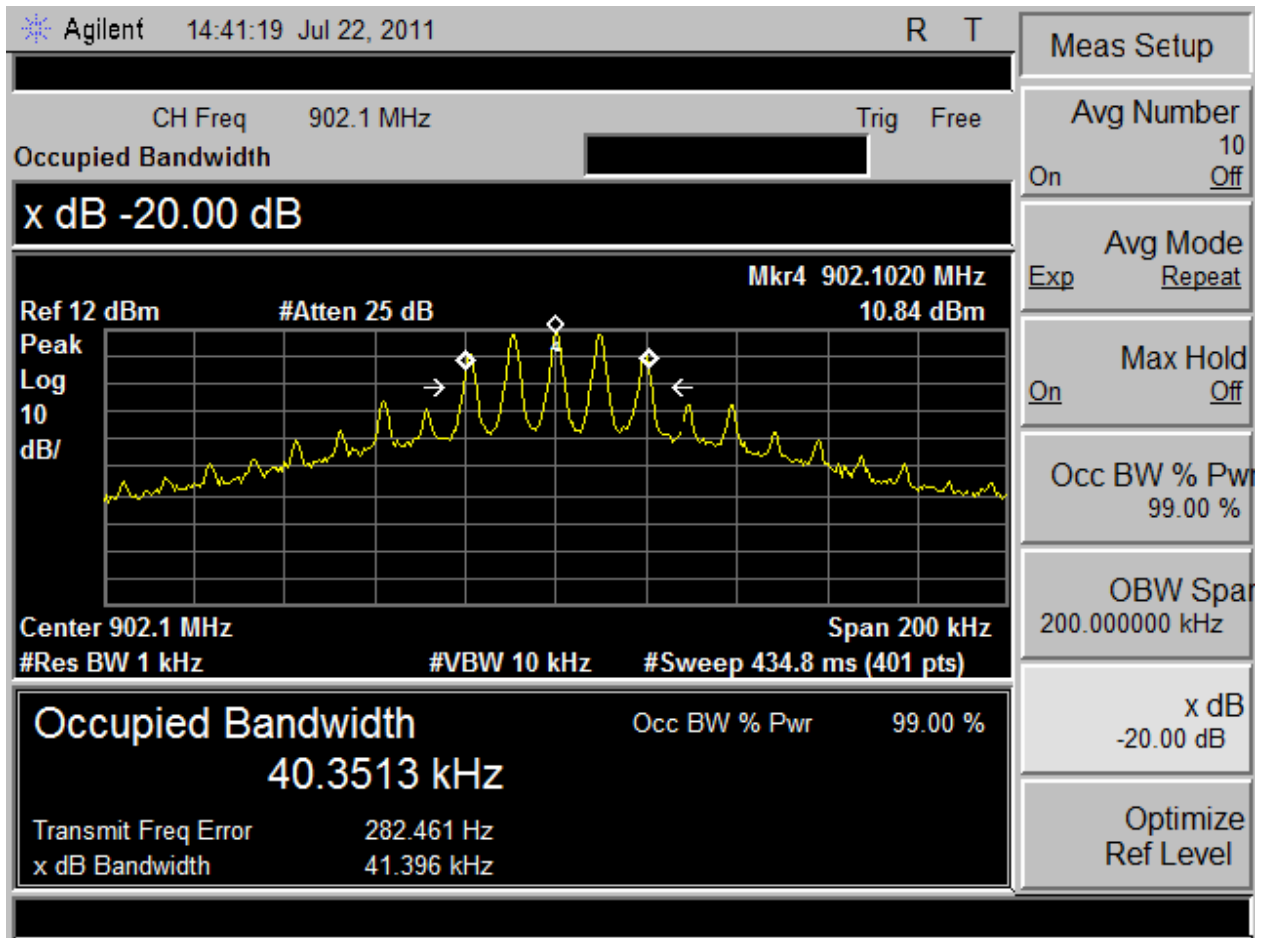 Agilent 14:41:19 Jul 22, 2011 R T
Meas Setup
CH Freq 902.1 MHz Trig Free
Occupied Bandwidth
x dB -20.00 dB
Mkr4 902.1020 MHz
Ref 12 dBm #Atten 25 dB 10.84 dBm
Peak
Log
10
dB/
Center 902.1 MHz Span 200 kHz
#Res BW 1 kHz #VBW 10 kHz #Sweep 434.8 ms (401 pts)
Occupied Bandwidth Occ BW % Pwr 99.00 %
40.3513 kHz
Transmit Freq Error 282.461 Hz
x dB Bandwidth 41.396 kHz
Avg Number
10
On Off
Avg Mode
Exp Repeat
Max Hold
On Off
Occ BW % Pwr
99.00 %
OBW Span
200.000000 kHz
x dB
-20.00 dB
Optimize
Ref Level